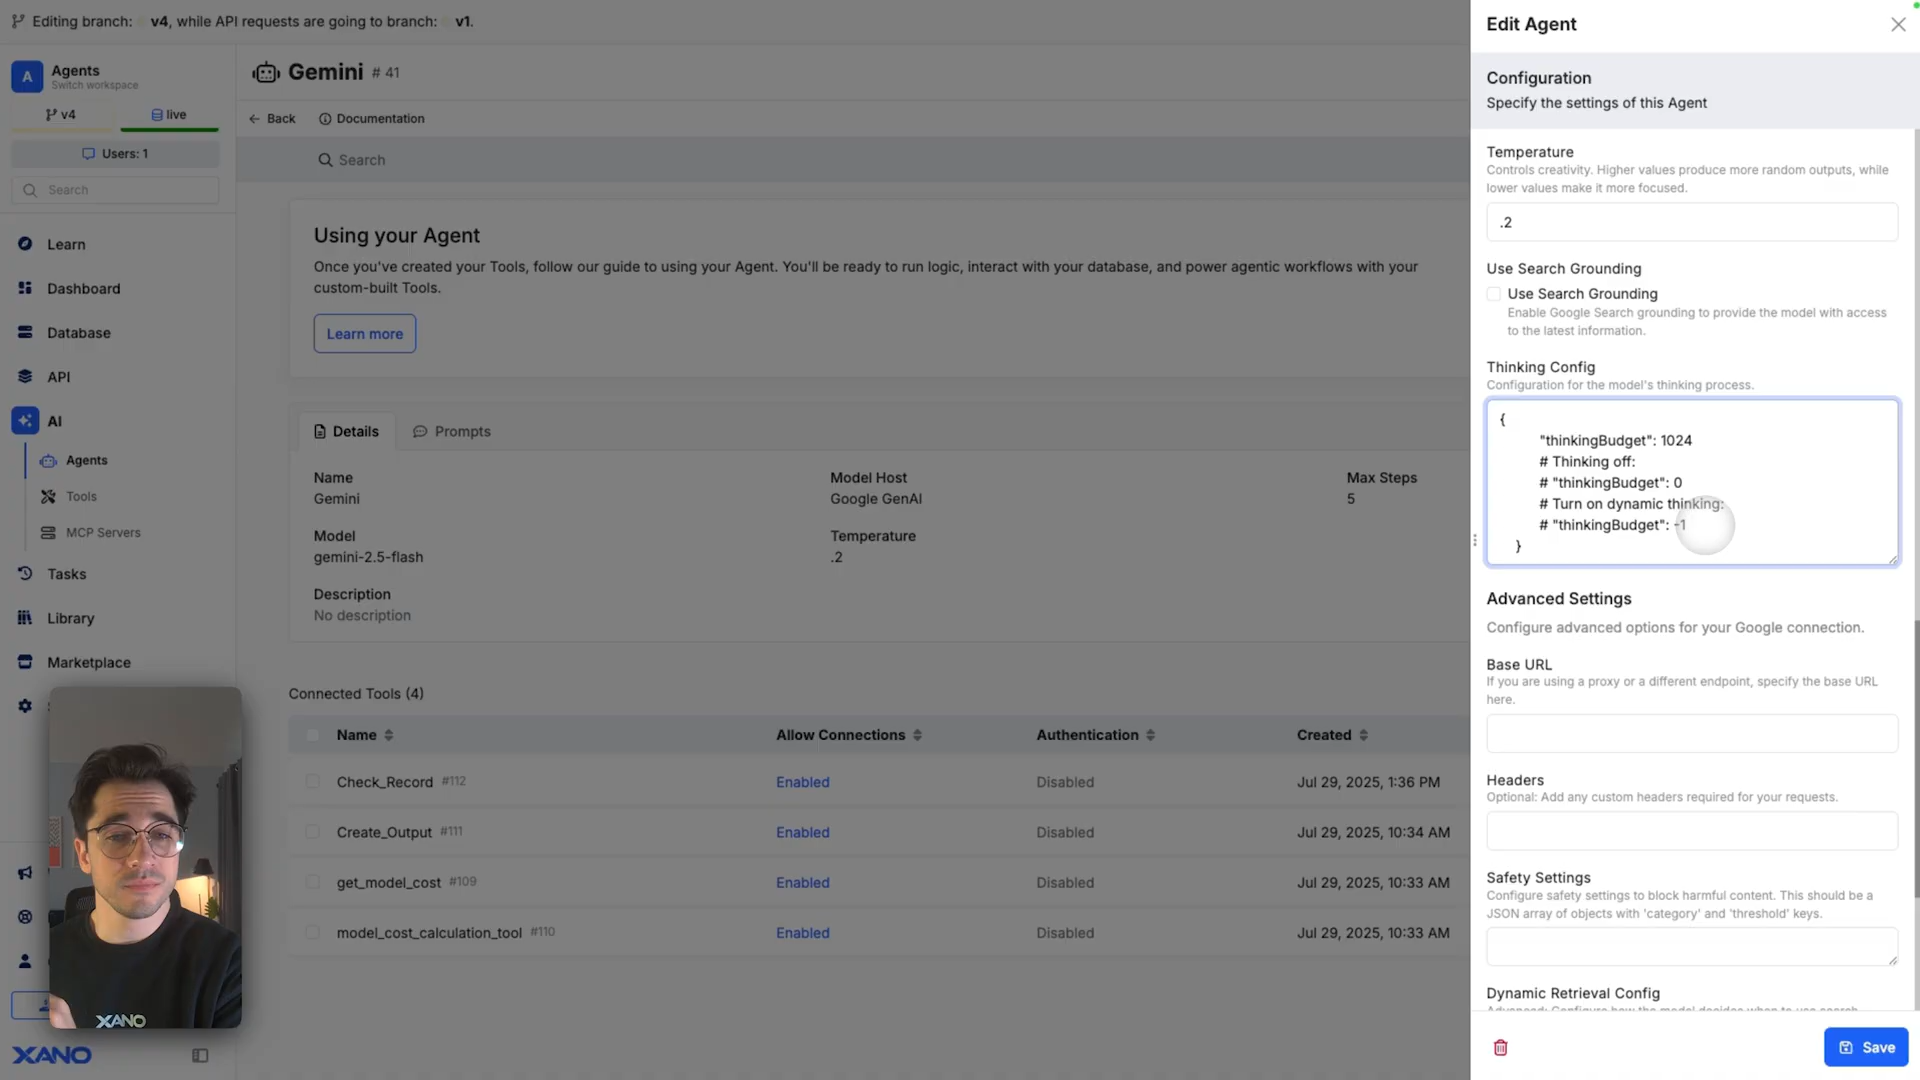 Editing branch: v4, while API requests are going to branch: v1.
A
Agents
Switch workspace
v4
live
Users: 1
Search
Learn
Dashboard
Database
API
AI
Agents
Tools
MCP Servers
Tasks
Library
Marketplace
XANO
XANO
Gemini # 41
Back
Documentation
Search
Using your Agent
Once you've created your Tools, follow our guide to using your Agent. You'll be ready to run logic, interact with your database, and power agentic workflows with your
custom-built Tools.
Learn more
Details
Prompts
Name
Gemini
Model Host
Google GenAI
Max Steps
5
Model
gemini-2.5-flash
Temperature
.2
Description
No description
Connected Tools (4)
Name Allow Connections Authentication Created
Check_Record #112 Enabled Disabled Jul 29, 2025, 1:36 PM
Create_Output #111 Enabled Disabled Jul 29, 2025, 10:34 AM
get_model_cost #109 Enabled Disabled Jul 29, 2025, 10:33 AM
model_cost_calculation_tool #110 Enabled Disabled Jul 29, 2025, 10:33 AM
Edit Agent
Configuration
Specify the settings of this Agent
Temperature
Controls creativity. Higher values produce more random outputs, while
lower values make it more focused.
.2
Use Search Grounding
Use Search Grounding
Enable Google Search grounding to provide the model with access
to the latest information.
Thinking Config
Configuration for the model's thinking process.
{
"thinkingBudget": 1024
# Thinking off:
# "thinkingBudget": 0
# Turn on dynamic thinking:
# "thinkingBudget": -1
}
Advanced Settings
Configure advanced options for your Google connection.
Base URL
If you are using a proxy or a different endpoint, specify the base URL
here.
Headers
Optional: Add any custom headers required for your requests.
Safety Settings
Configure safety settings to block harmful content. This should be a
JSON array of objects with 'category' and 'threshold' keys.
Dynamic Retrieval Config
Save